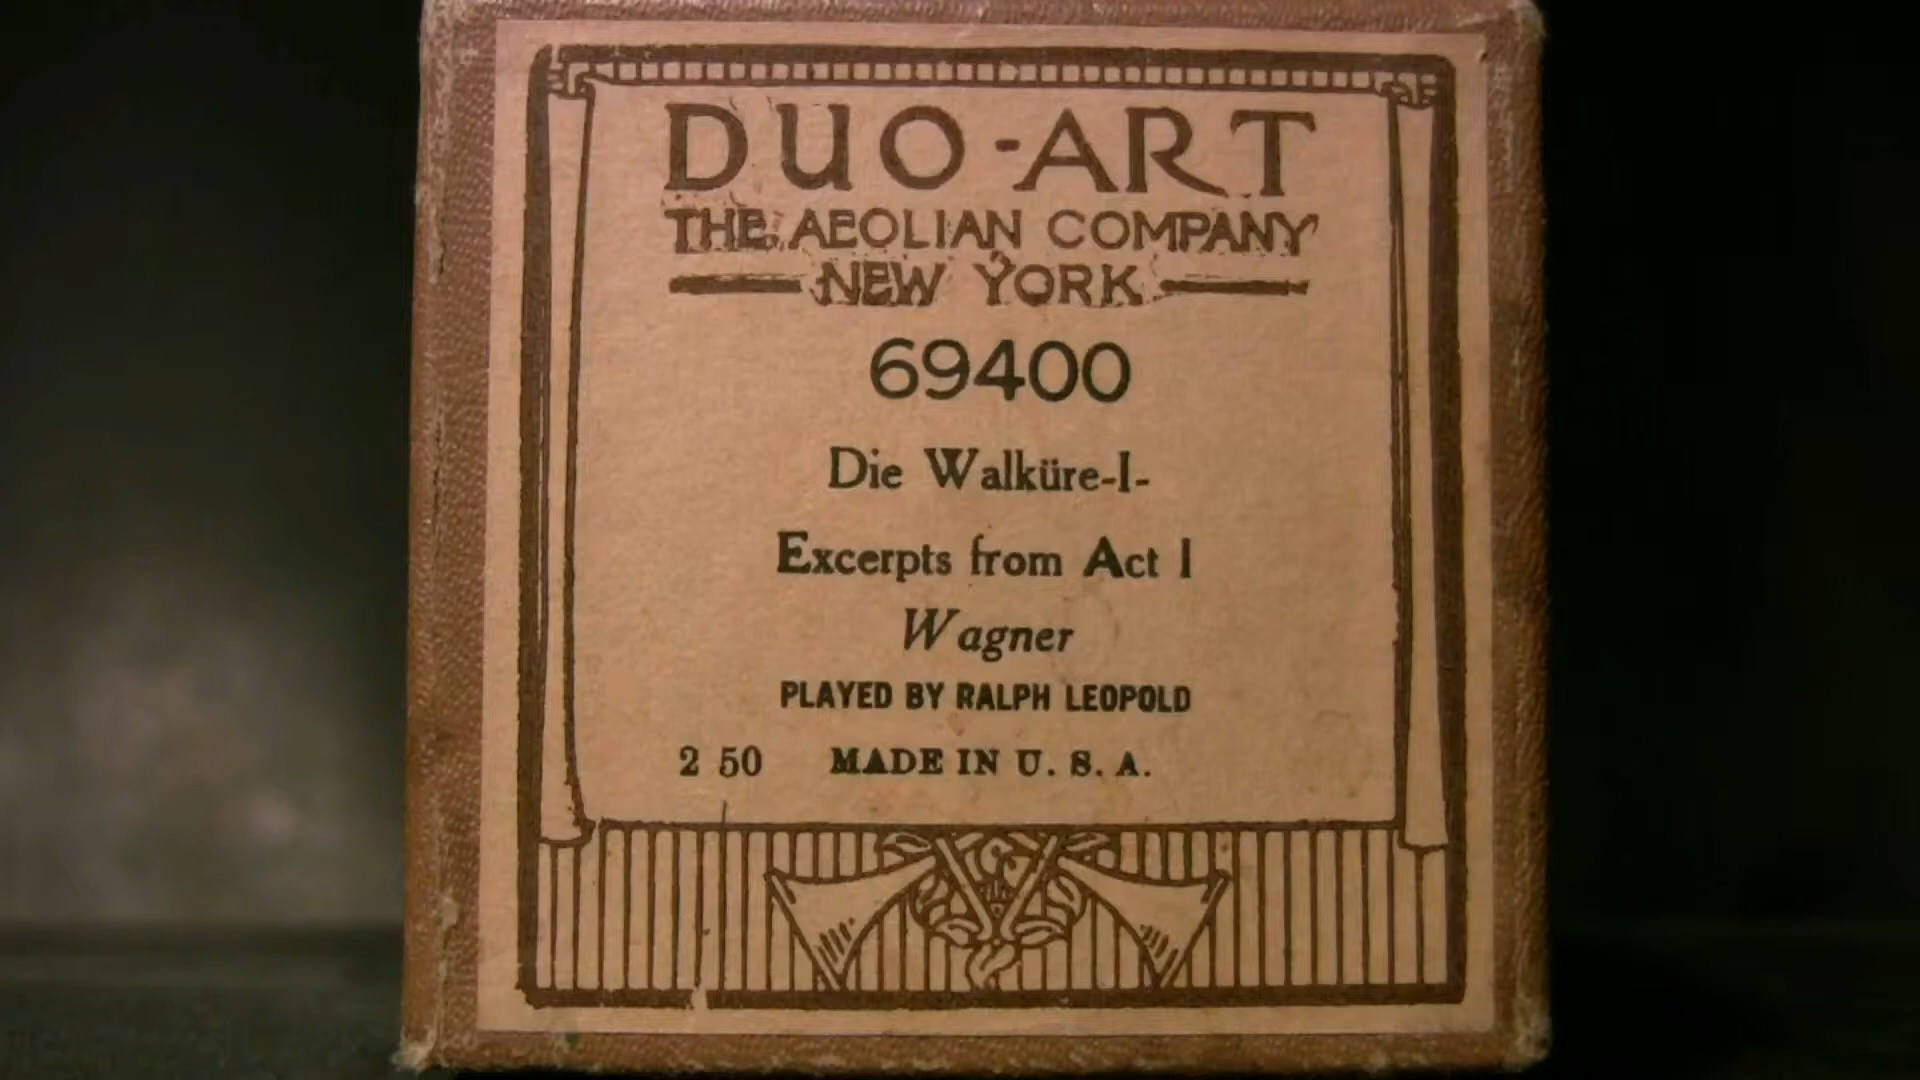 DUO-ART
THE AEOLIAN COMPANY
NEW YORK
69400
Die Walküre-I-
Excerpts from Act I
Wagner
PLAYED BY RALPH LEOPOLD
2 50 MADE IN U. S. A.